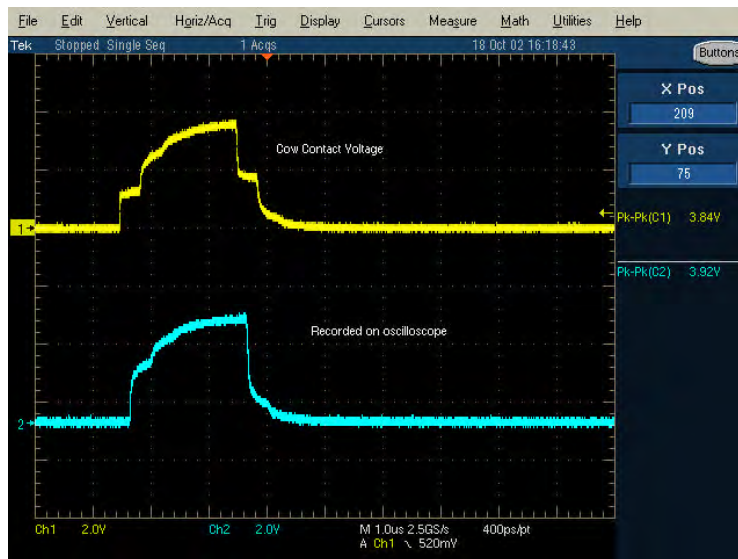 File Edit Vertical Horiz/Acq Trig Display Cursors Measure Math Utilities Help
Tek Stopped Single Seq 1 Acqs 18 Oct 02 16:18:43
Buttons
X Pos
209
Cow Contact Voltage
Y Pos
75
1
Pk-Pk(C1) 3.84V
Pk-Pk(C2) 3.92V
Recorded on oscilloscope
2
Ch1 2.0V Ch2 2.0V M 1.0us 2.5GS/s 400ps/pt
A Ch1 520mV